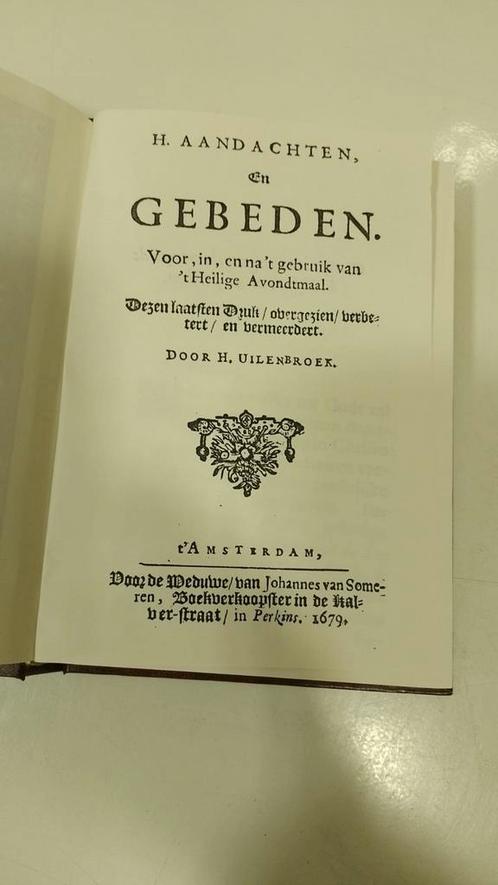 H. AANDACHTEN,
En
GEBEDEN.
Voor, in, en na 't gebruik van
't Heilige Avondtmaal.
Dezen laatſten Druk / overgezien / verbe-
tert / en vermeerdert.
DOOR H. UILENBROEK.
t'AMSTERDAM,
Voor de Weduwe / van Johannes van Some-
ren, Boekverkoopster in de Kal-
ver-straat / in Perkins. 1679.